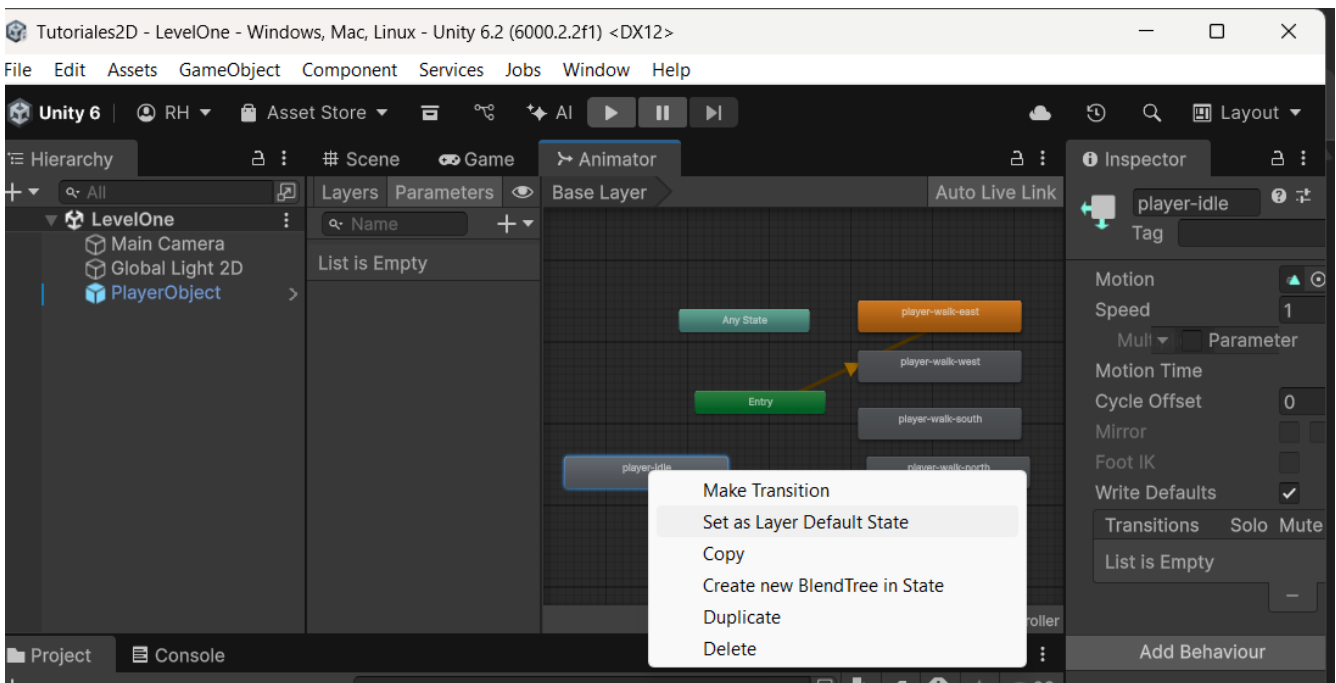 Tutoriales2D - LevelOne - Windows, Mac, Linux - Unity 6.2 (6000.2.2f1) <DX12>
File Edit Assets GameObject Component Services Jobs Window Help
Unity 6 RH Asset Store AI Layout
Hierarchy
All
LevelOne
Main Camera
Global Light 2D
PlayerObject
Scene Game Animator
Layers Parameters Base Layer Auto Live Link
Name
List is Empty
Any State
player-walk-east
player-walk-west
Entry
player-walk-south
player-idle
player-walk-north
Make Transition
Set as Layer Default State
Copy
Create new BlendTree in State
Duplicate
Delete
roller
Inspector
player-idle
Tag
Motion
Speed 1
Mult Parameter
Motion Time
Cycle Offset 0
Mirror
Foot IK
Write Defaults
Transitions Solo Mute
List is Empty
Add Behaviour
Project Console